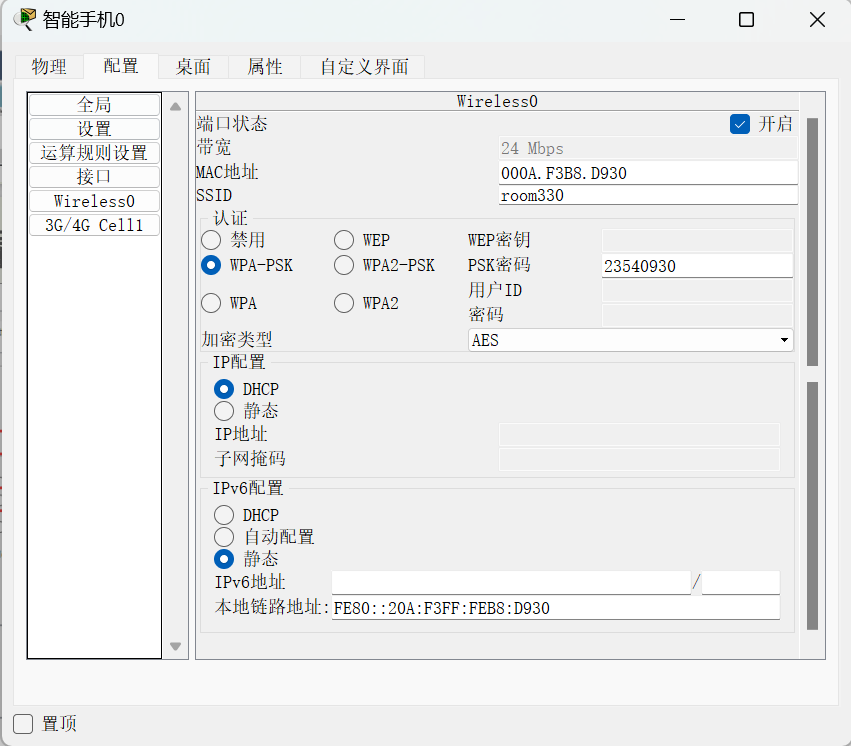 智能手机0
物理 配置 桌面 属性 自定义界面
全局
设置
运算规则设置
接口
Wireless0
3G/4G Cell1
Wireless0
端口状态 开启
带宽 24 Mbps
MAC地址 000A.F3B8.D930
SSID room330
认证
禁用 WEP WEP密钥
WPA-PSK WPA2-PSK PSK密码 23540930
用户ID
WPA WPA2
密码
加密类型 AES
IP配置
DHCP
静态
IP地址
子网掩码
IPv6配置
DHCP
自动配置
静态
IPv6地址 /
本地链路地址: FE80::20A:F3FF:FEB8:D930
置顶